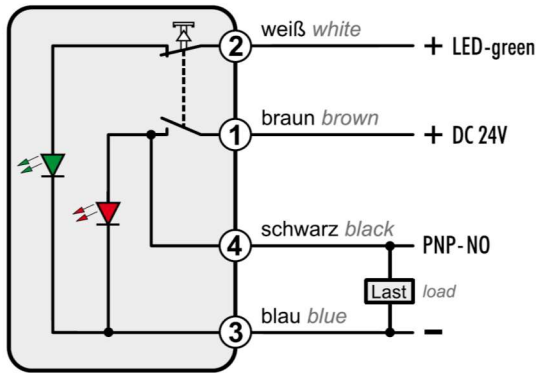 2 weiß white + LED-green
1 braun brown + DC 24V
4 schwarz black PNP-NO
Last load
3 blau blue −